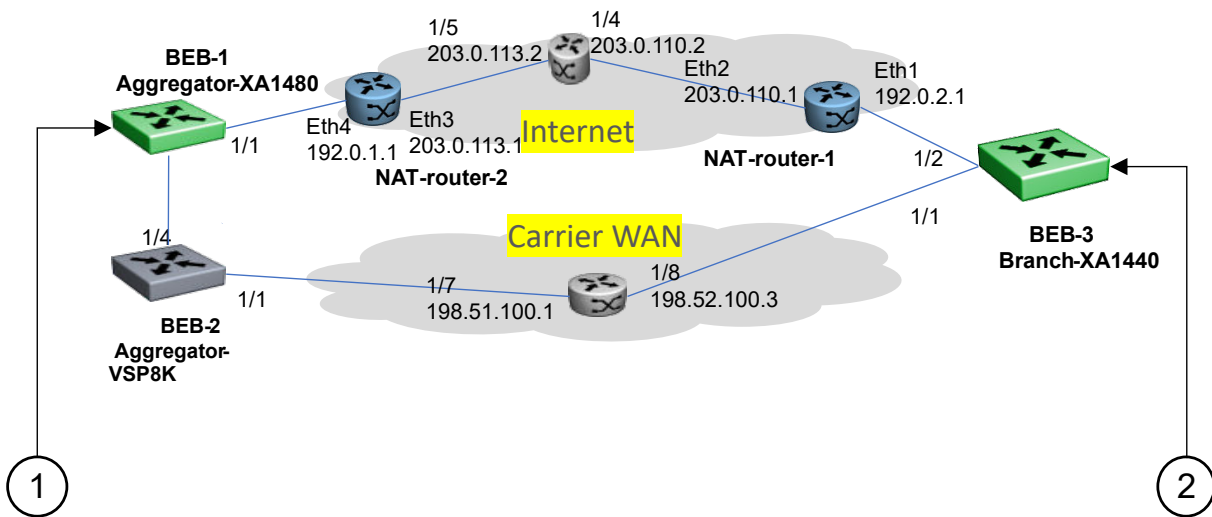 1/5
203.0.113.2
1/4
203.0.110.2
BEB-1
Aggregator-XA1480
Eth2
203.0.110.1
Eth1
192.0.2.1
1/1
Eth4
192.0.1.1
Eth3
203.0.113.1
Internet
NAT-router-2
NAT-router-1
1/2
1/1
1/4
Carrier WAN
BEB-3
Branch-XA1440
1/1
1/7
198.51.100.1
1/8
198.52.100.3
BEB-2
Aggregator-
VSP8K
1
2